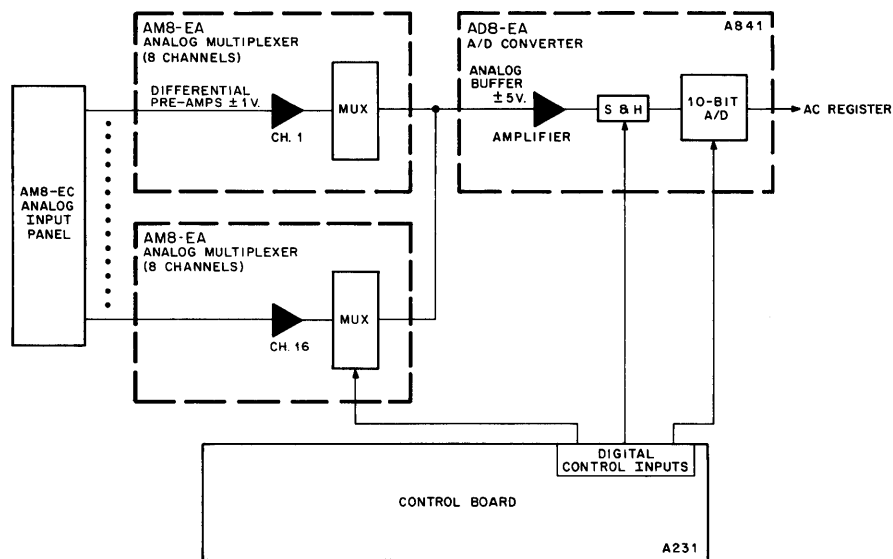 AM8-EA
ANALOG MULTIPLEXER
(8 CHANNELS)
DIFFERENTIAL
PRE-AMPS ±1V.
CH. 1
MUX
AD8-EA
A/D CONVERTER
A841
ANALOG
BUFFER
±5V.
AMPLIFIER
S & H
10-BIT
A/D
AC REGISTER
AM8-EC
ANALOG
INPUT
PANEL
AM8-EA
ANALOG MULTIPLEXER
(8 CHANNELS)
CH. 16
MUX
DIGITAL
CONTROL INPUTS
CONTROL BOARD
A231